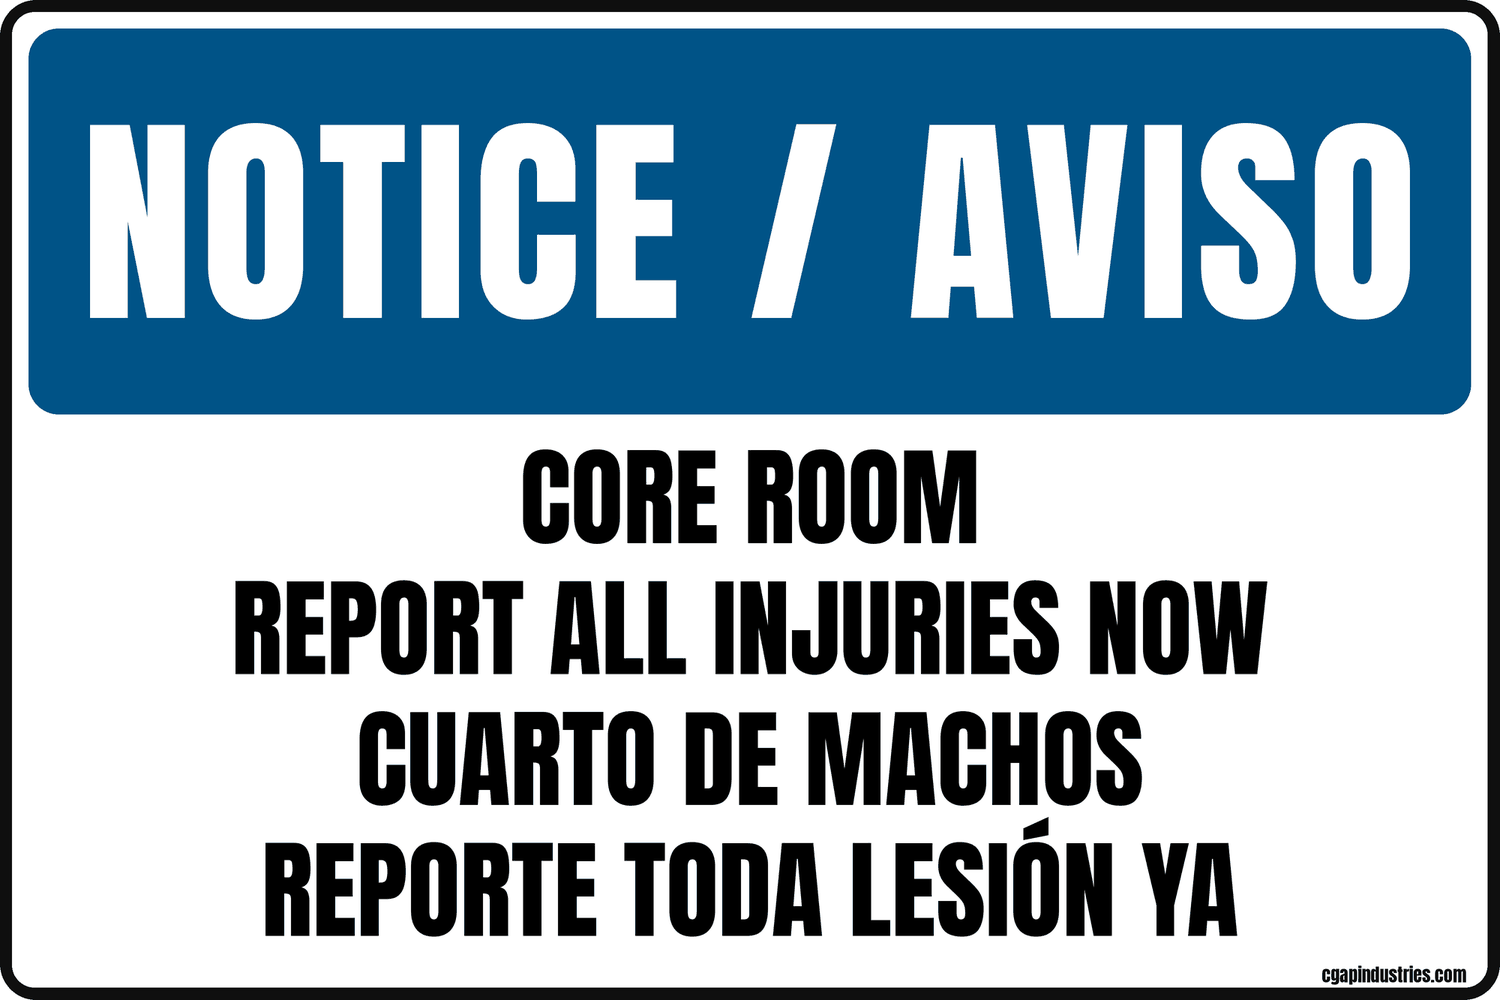 NOTICE / AVISO
CORE ROOM
REPORT ALL INJURIES NOW
CUARTO DE MACHOS
REPORTE TODA LESIÓN YA
cgapindustries.com